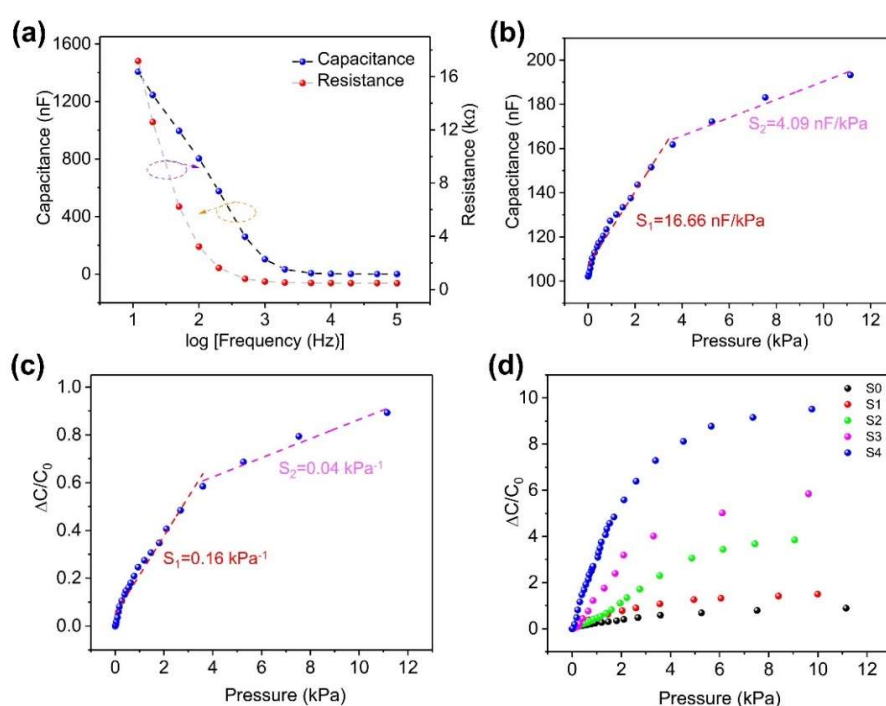 (a)
1600
1200
800
400
0
Capacitance (nF)
Capacitance
Resistance
16
12
8
4
0
Resistance (kΩ)
1 2 3 4 5
log [Frequency (Hz)]
(b)
200
180
160
140
120
100
Capacitance (nF)
S₂=4.09 nF/kPa
S₁=16.66 nF/kPa
0 2 4 6 8 10 12
Pressure (kPa)
(c)
1.0
0.8
0.6
0.4
0.2
0.0
ΔC/C₀
S₂=0.04 kPa⁻¹
S₁=0.16 kPa⁻¹
0 2 4 6 8 10 12
Pressure (kPa)
(d)
10
8
6
4
2
0
ΔC/C₀
S0
S1
S2
S3
S4
0 2 4 6 8 10 12
Pressure (kPa)